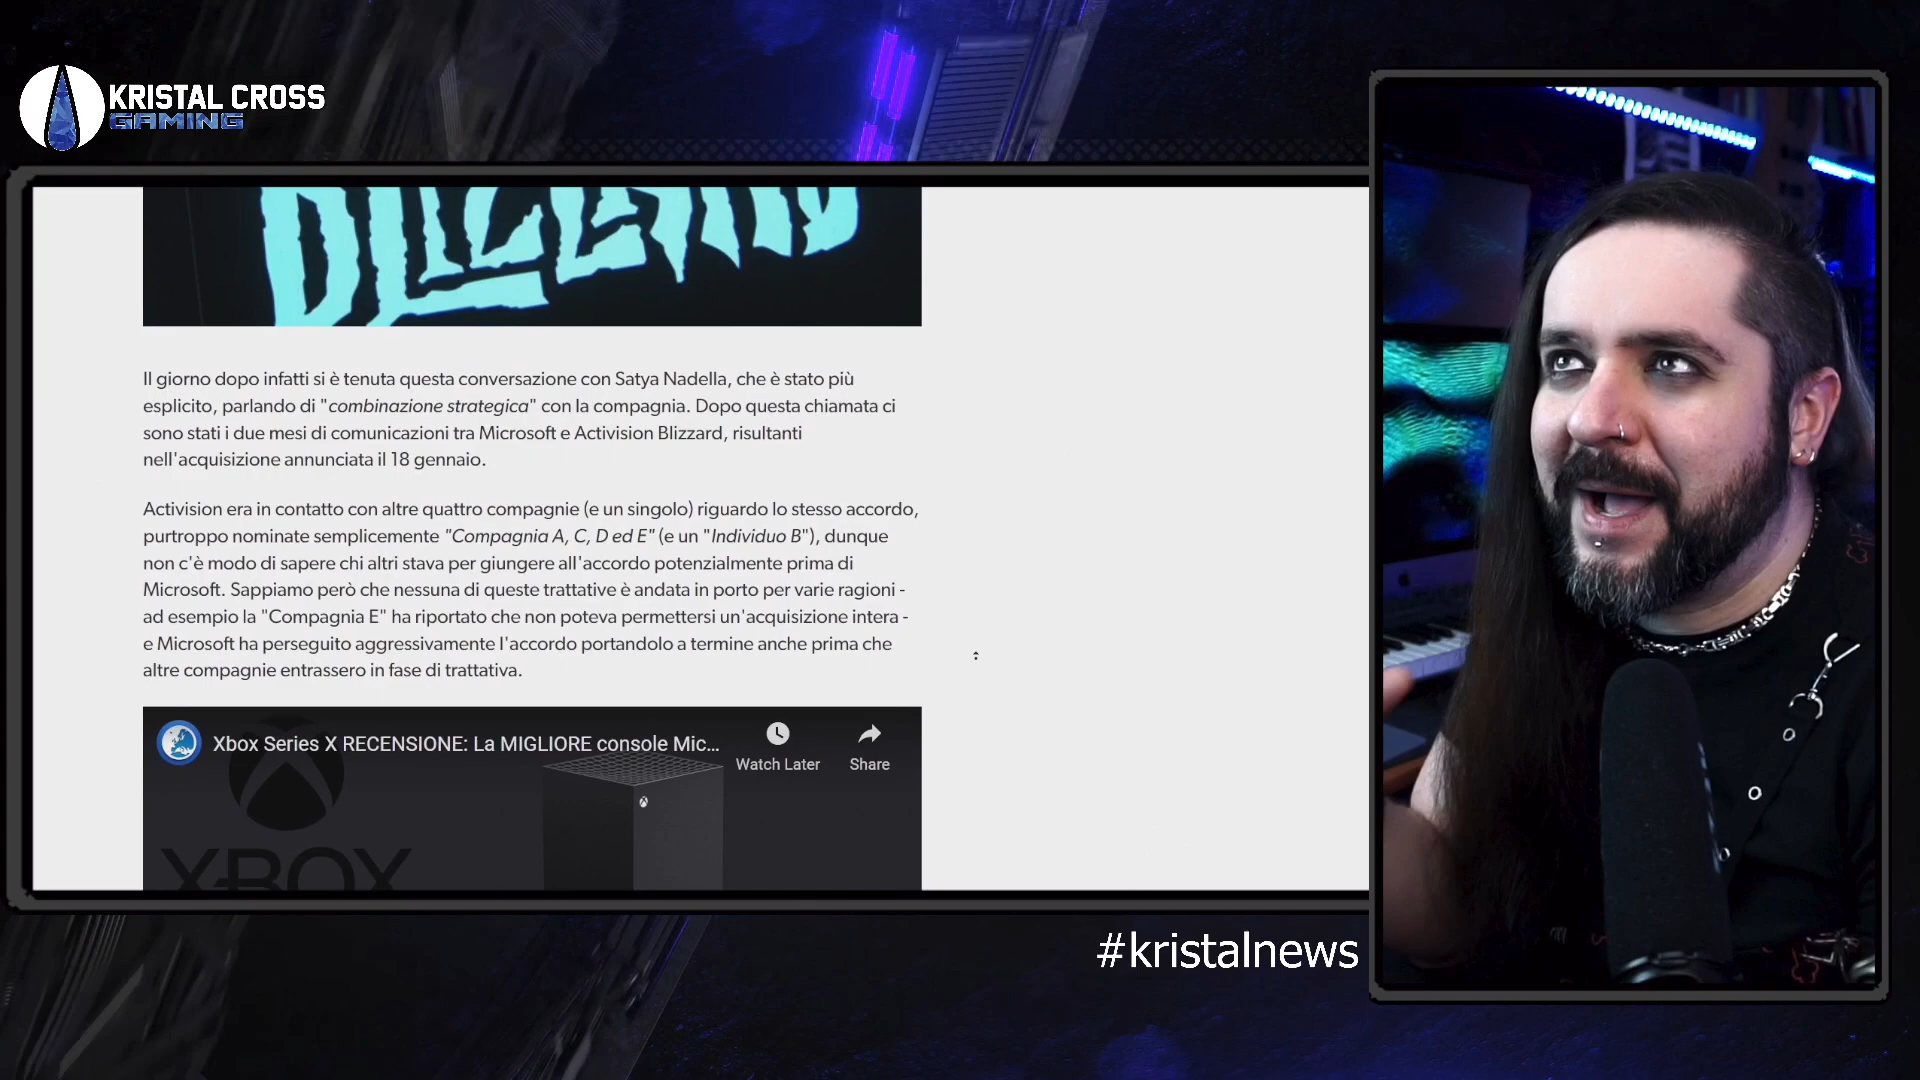 KRISTAL CROSS
GAMING
BLIZZARD
Il giorno dopo infatti si è tenuta questa conversazione con Satya Nadella, che è stato più
esplicito, parlando di "combinazione strategica" con la compagnia. Dopo questa chiamata ci
sono stati i due mesi di comunicazioni tra Microsoft e Activision Blizzard, risultanti
nell'acquisizione annunciata il 18 gennaio.
Activision era in contatto con altre quattro compagnie (e un singolo) riguardo lo stesso accordo,
purtroppo nominate semplicemente "Compagnia A, C, D ed E" (e un "Individuo B"), dunque
non c'è modo di sapere chi altri stava per giungere all'accordo potenzialmente prima di
Microsoft. Sappiamo però che nessuna di queste trattative è andata in porto per varie ragioni -
ad esempio la "Compagnia E" ha riportato che non poteva permettersi un'acquisizione intera -
e Microsoft ha perseguito aggressivamente l'accordo portandolo a termine anche prima che
altre compagnie entrassero in fase di trattativa.
Xbox Series X RECENSIONE: La MIGLIORE console Mic...
Watch Later
Share
XBOX
#kristalnews